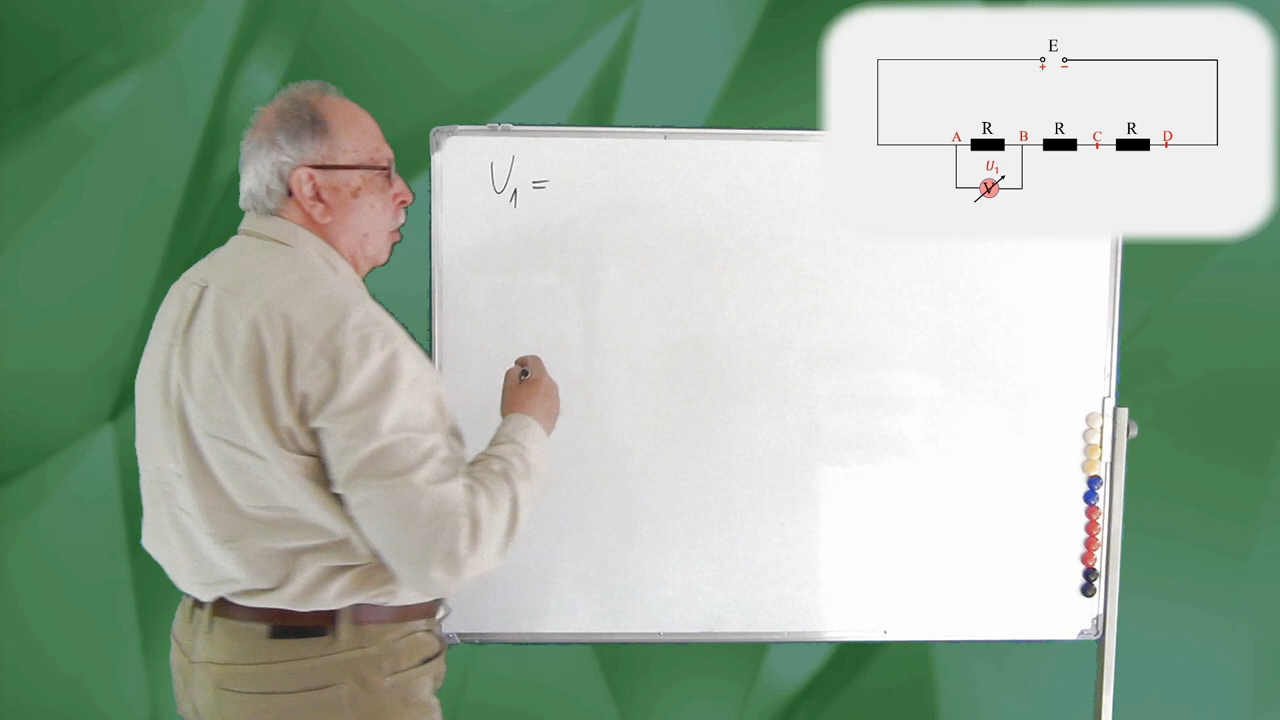 U₁ =
E
+ −
R R R
A B C D
U₁
V